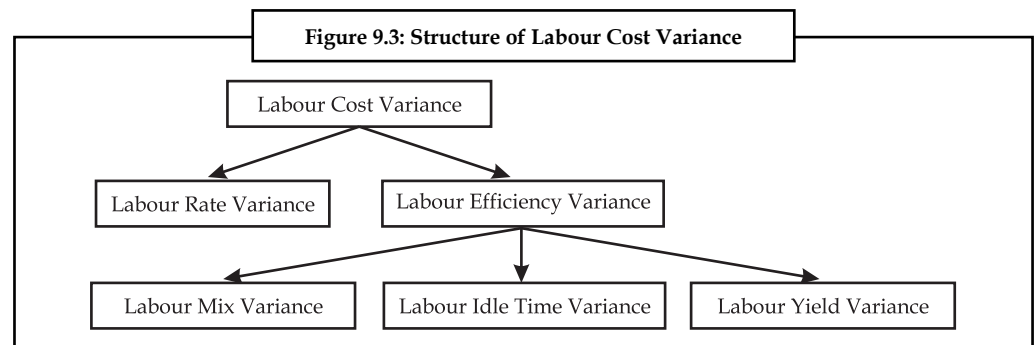 Figure 9.3: Structure of Labour Cost Variance
Labour Cost Variance
Labour Rate Variance
Labour Efficiency Variance
Labour Mix Variance
Labour Idle Time Variance
Labour Yield Variance